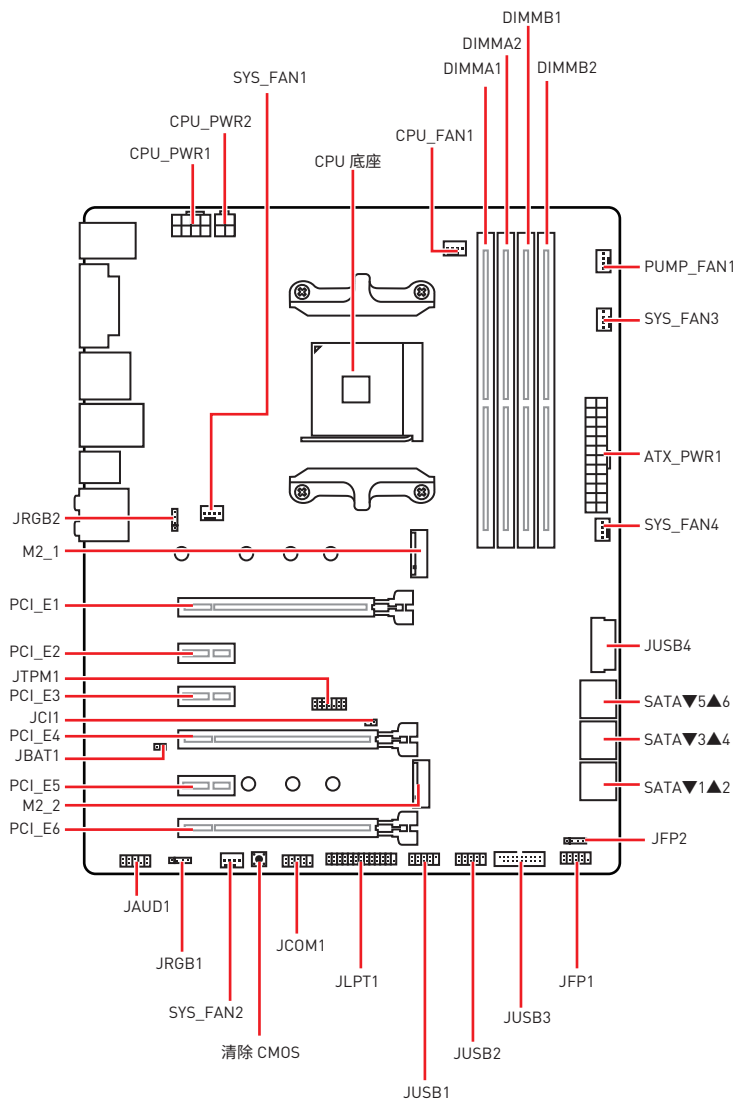 DIMMB1
DIMMA2
DIMMA1
DIMMB2
SYS_FAN1
CPU_PWR2
CPU_FAN1
CPU_PWR1
CPU 底座
PUMP_FAN1
SYS_FAN3
ATX_PWR1
JRGB2
SYS_FAN4
M2_1
PCI_E1
PCI_E2
JUSB4
JTPM1
PCI_E3
SATA▼5▲6
JCI1
PCI_E4
SATA▼3▲4
JBAT1
PCI_E5
SATA▼1▲2
M2_2
PCI_E6
JFP2
JAUD1
JCOM1
JRGB1
JLPT1
JFP1
SYS_FAN2
JUSB3
清除 CMOS
JUSB2
JUSB1